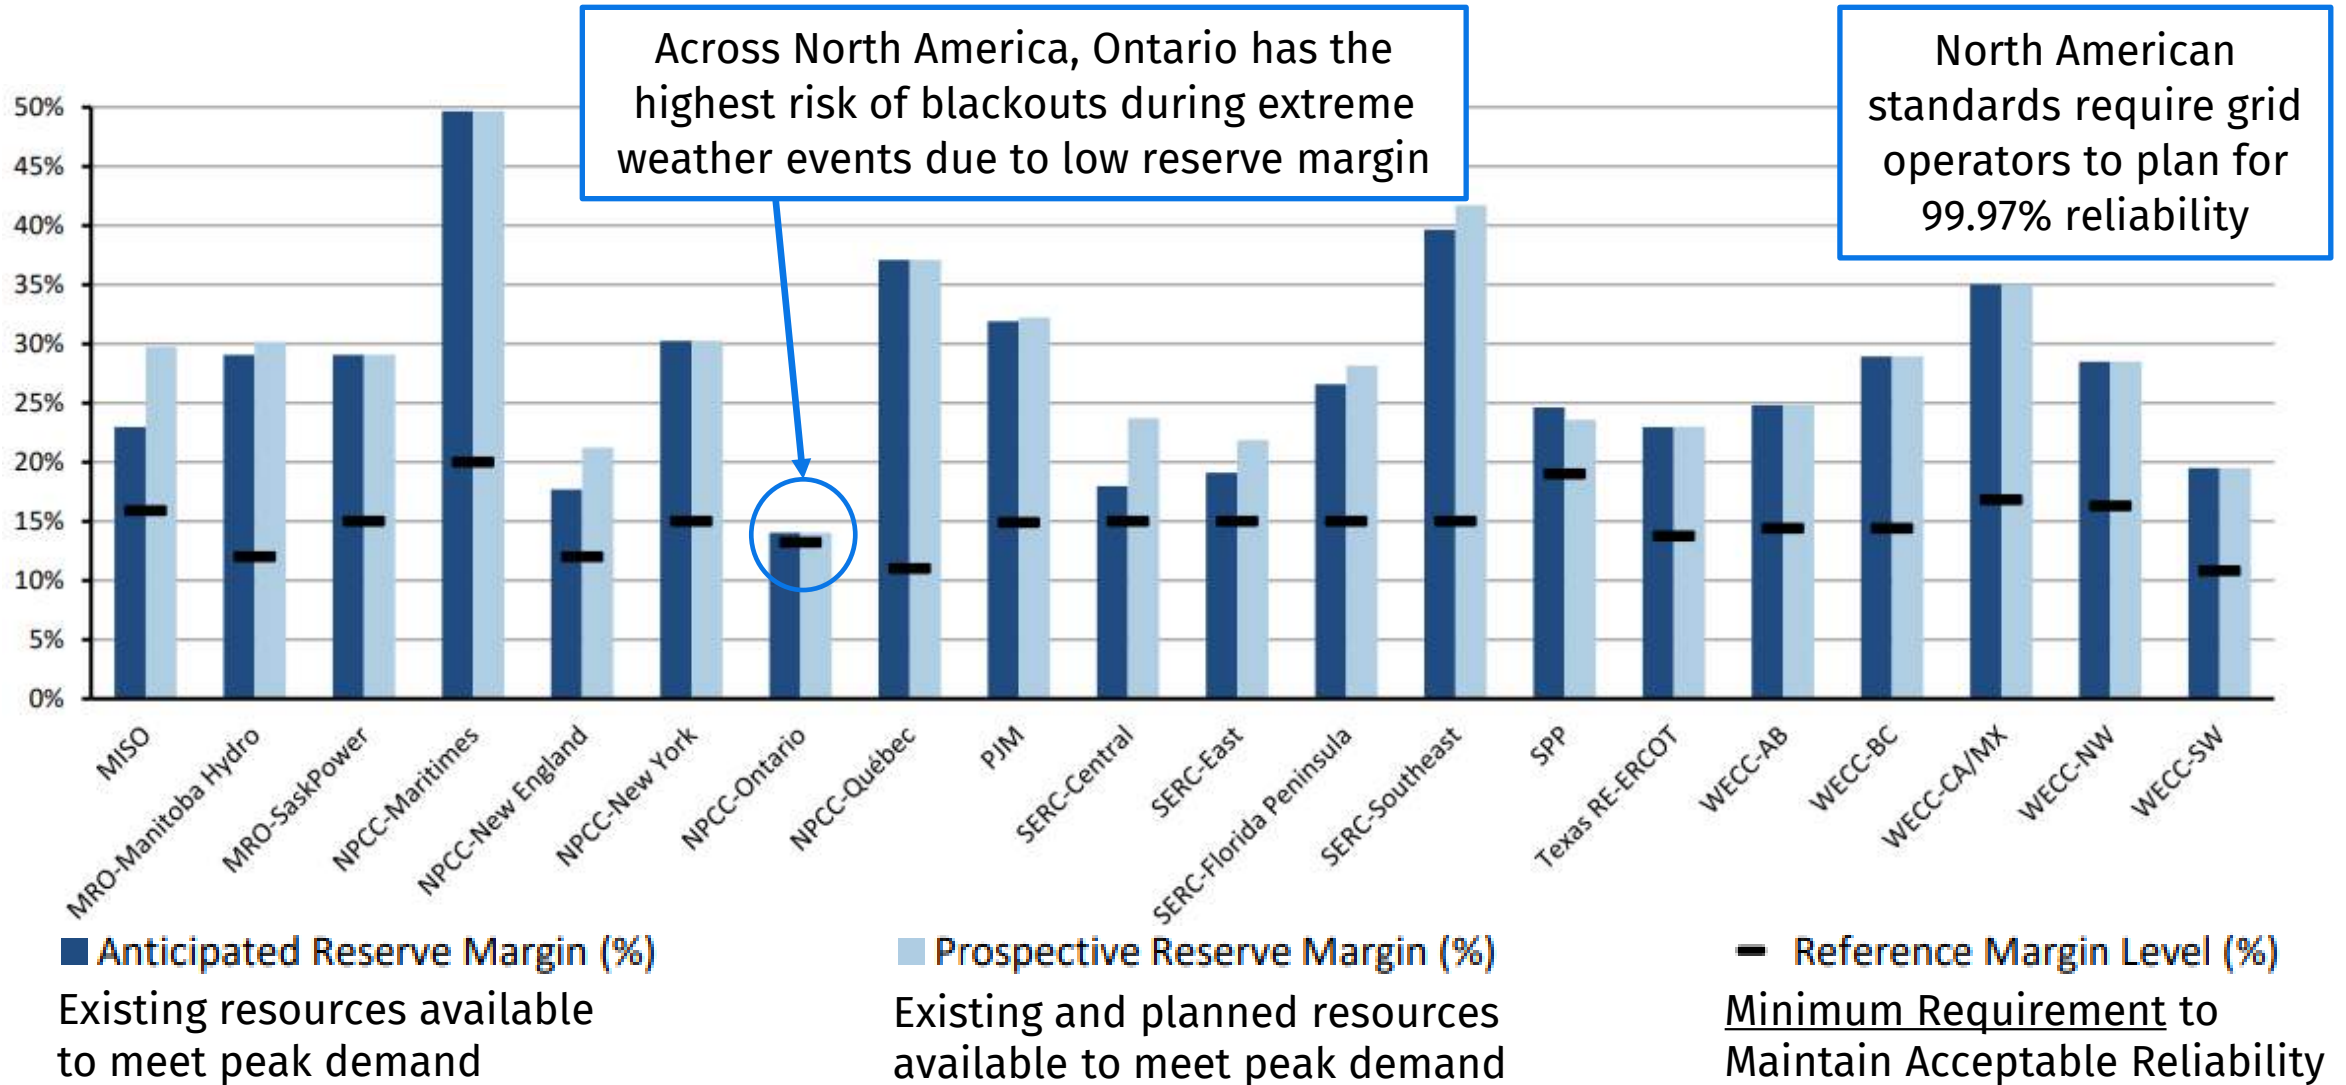 Across North America, Ontario has the
highest risk of blackouts during extreme
weather events due to low reserve margin
North American
standards require grid
operators to plan for
99.97% reliability
50%
45%
40%
35%
30%
25%
20%
15%
10%
5%
0%
MISO
MRO-Manitoba Hydro
MRO-SaskPower
NPCC-Maritimes
NPCC-New England
NPCC-New York
NPCC-Ontario
NPCC-Québec
PJM
SERC-Central
SERC-East
SERC-Florida Peninsula
SERC-Southeast
SPP
Texas RE-ERCOT
WECC-AB
WECC-BC
WECC-CA/MX
WECC-NW
WECC-SW
Anticipated Reserve Margin (%)
Existing resources available
to meet peak demand
Prospective Reserve Margin (%)
Existing and planned resources
available to meet peak demand
Reference Margin Level (%)
Minimum Requirement to
Maintain Acceptable Reliability